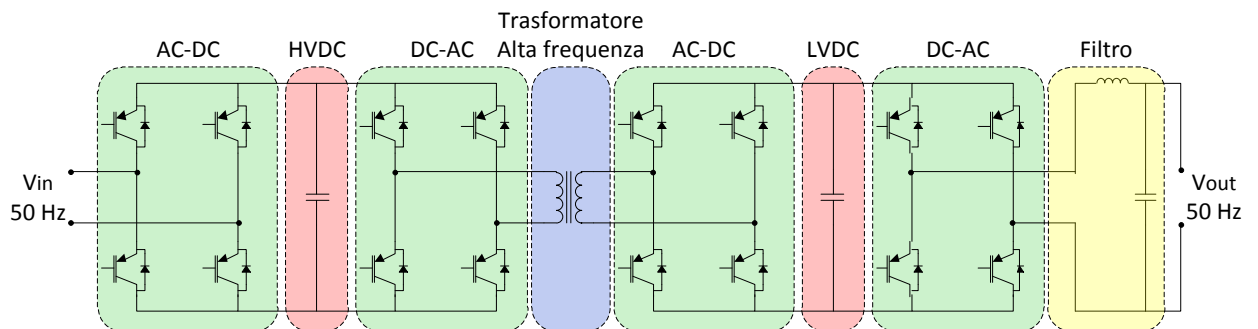 Trasformatore
Alta frequenza
AC-DC
HVDC
DC-AC
AC-DC
LVDC
DC-AC
Filtro
Vin
50 Hz
Vout
50 Hz